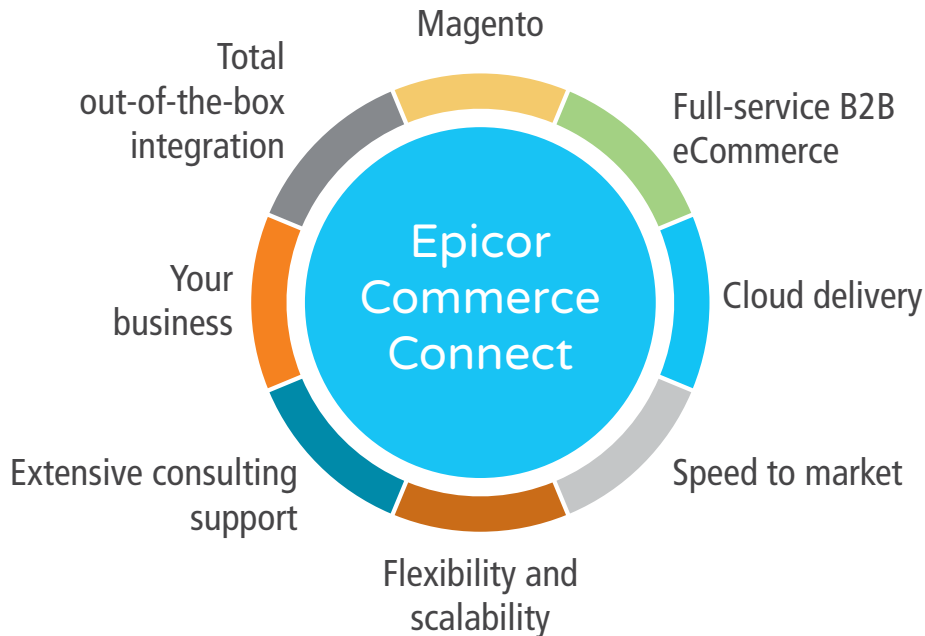 Magento
Full-service B2B
eCommerce
Cloud delivery
Speed to market
Flexibility and
scalability
Extensive consulting
support
Your
business
Total
out-of-the-box
integration
Epicor
Commerce
Connect